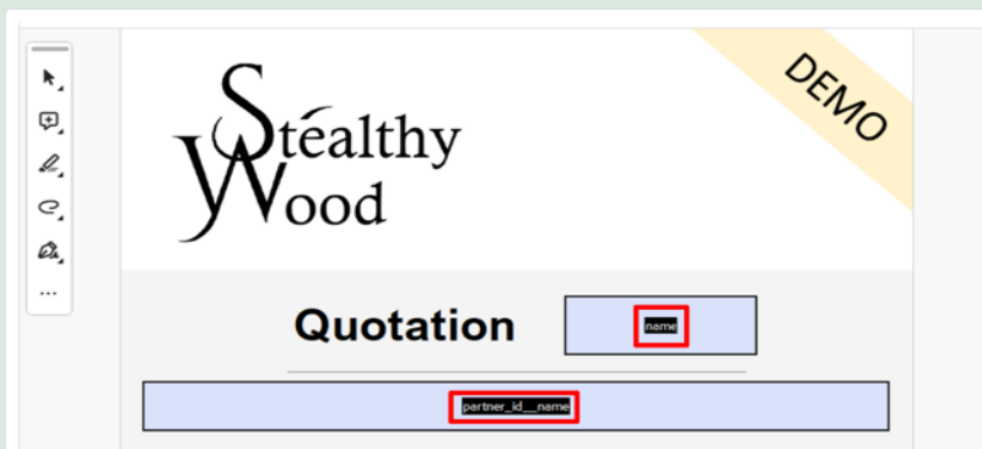 Stealthy
Wood
DEMO
Quotation
name
partner_id__name